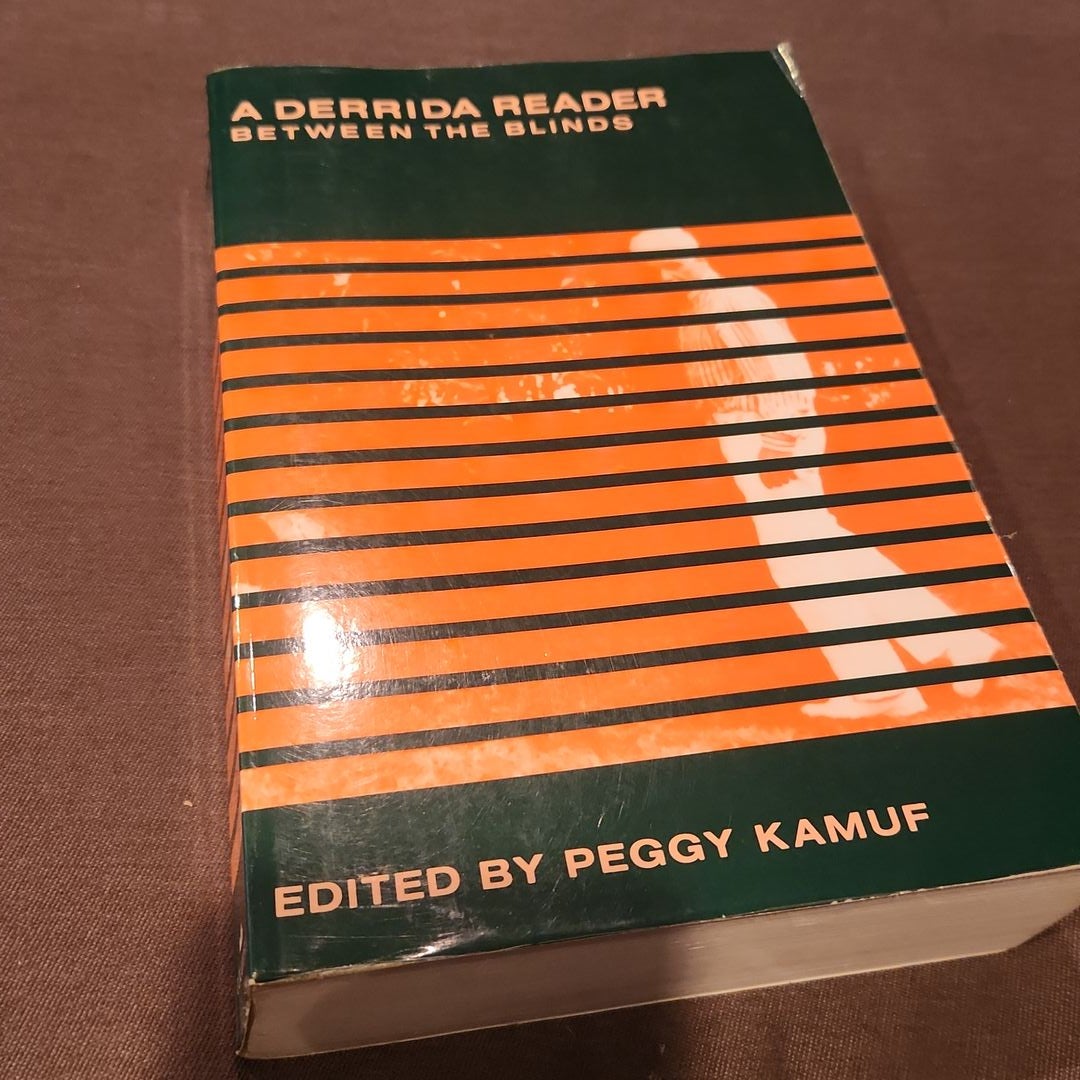 A DERRIDA READER
BETWEEN THE BLINDS
EDITED BY PEGGY KAMUF